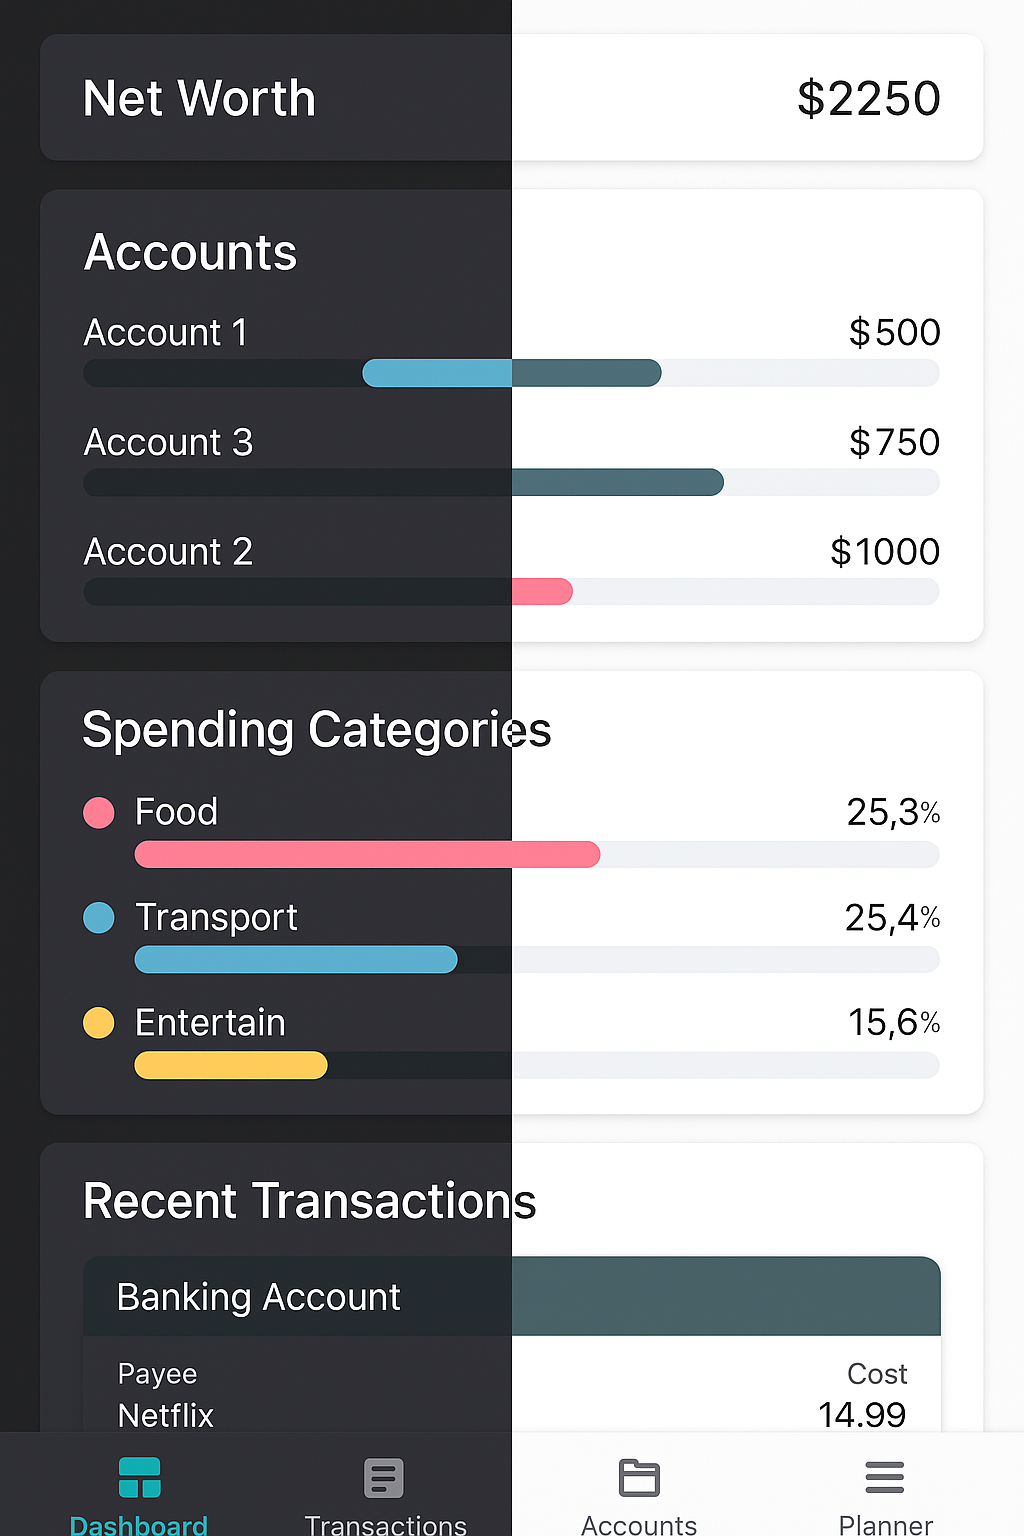 Net Worth $2250
Accounts
Account 1 $500
Account 3 $750
Account 2 $1000
Spending Categories
Food 25,3%
Transport 25,4%
Entertain 15,6%
Recent Transactions
Banking Account
Payee Cost
Netflix 14.99
Dashboard Transactions Accounts Planner